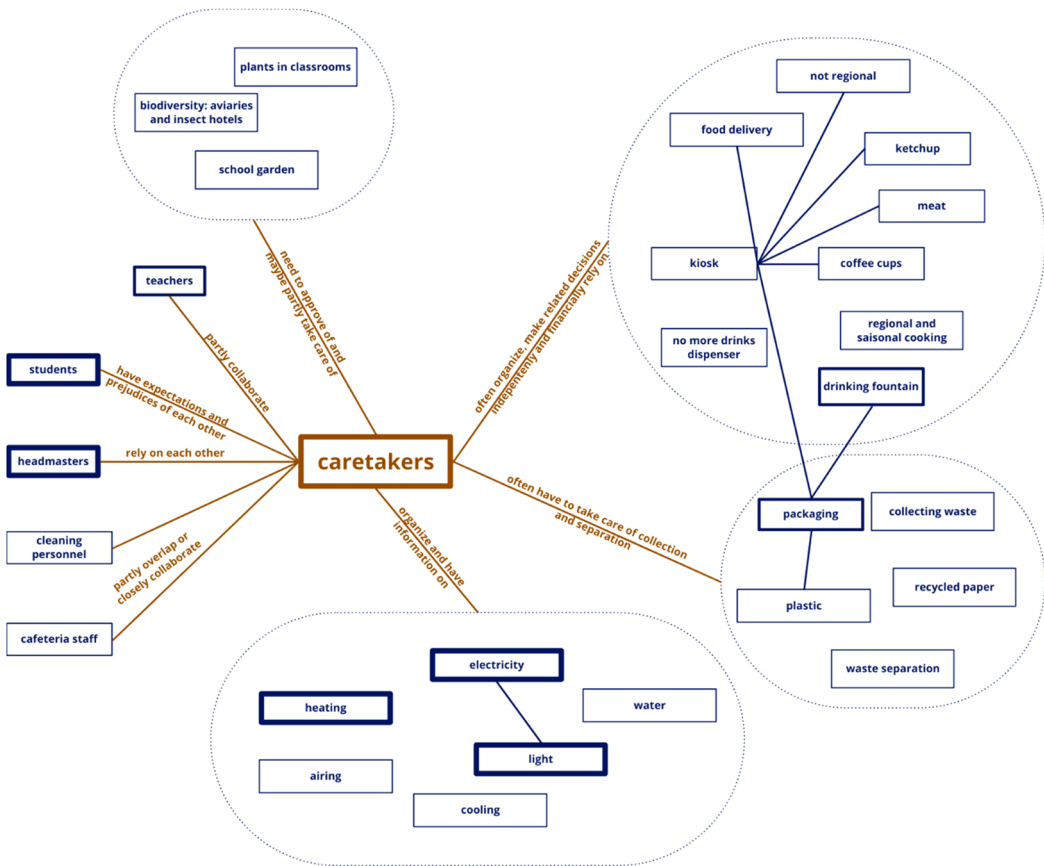 plants in classrooms
biodiversity: aviaries
and insect hotels
school garden
not regional
food delivery
ketchup
meat
kiosk
coffee cups
no more drinks
dispenser
regional and
saisonal cooking
drinking fountain
need to approve of and
maybe partly take care of
often organize, make related decisions
indepentenly and financially rely on
teachers
partly collaborate
students
have expectations and
prejudices of each other
headmasters
rely on each other
caretakers
cleaning
personnel
partly overlap or
closely collaborate
cafeteria staff
organize and have
information on
often have to take care of collection
and separation
packaging
collecting waste
recycled paper
plastic
waste separation
electricity
heating
water
light
airing
cooling